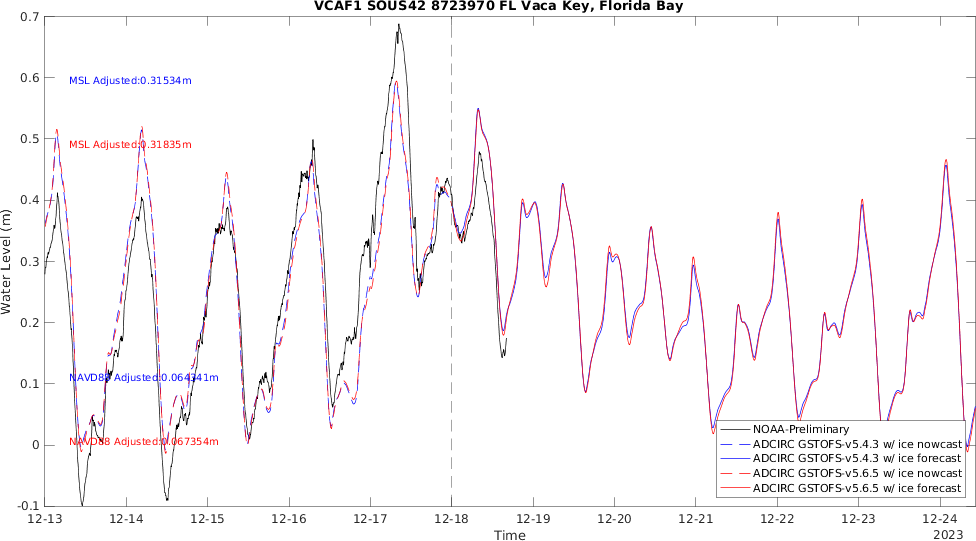 VCAF1 SOUS42 8723970 FL Vaca Key, Florida Bay
0.7
0.6
0.5
0.4
0.3
0.2
0.1
0
-0.1
Water Level (m)
MSL Adjusted:0.31534m
MSL Adjusted:0.31835m
NAVD88 Adjusted:0.064341m
NAVD88 Adjusted:0.067354m
NOAA-Preliminary
ADCIRC GSTOFS-v5.4.3 w/ ice nowcast
ADCIRC GSTOFS-v5.4.3 w/ ice forecast
ADCIRC GSTOFS-v5.6.5 w/ ice nowcast
ADCIRC GSTOFS-v5.6.5 w/ ice forecast
12-13 12-14 12-15 12-16 12-17 12-18 12-19 12-20 12-21 12-22 12-23 12-24
Time
2023